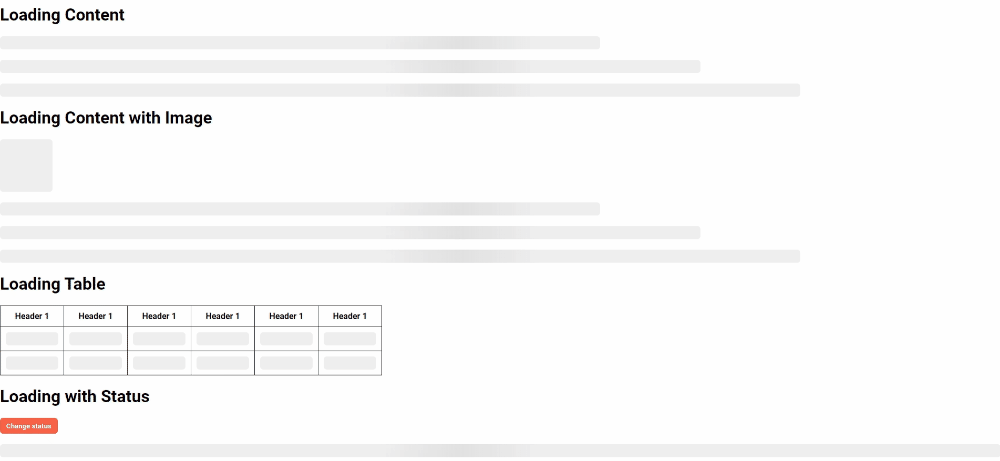 Loading Content
Loading Content with Image
Loading Table
Header 1 Header 1 Header 1 Header 1 Header 1 Header 1
Loading with Status
Change status